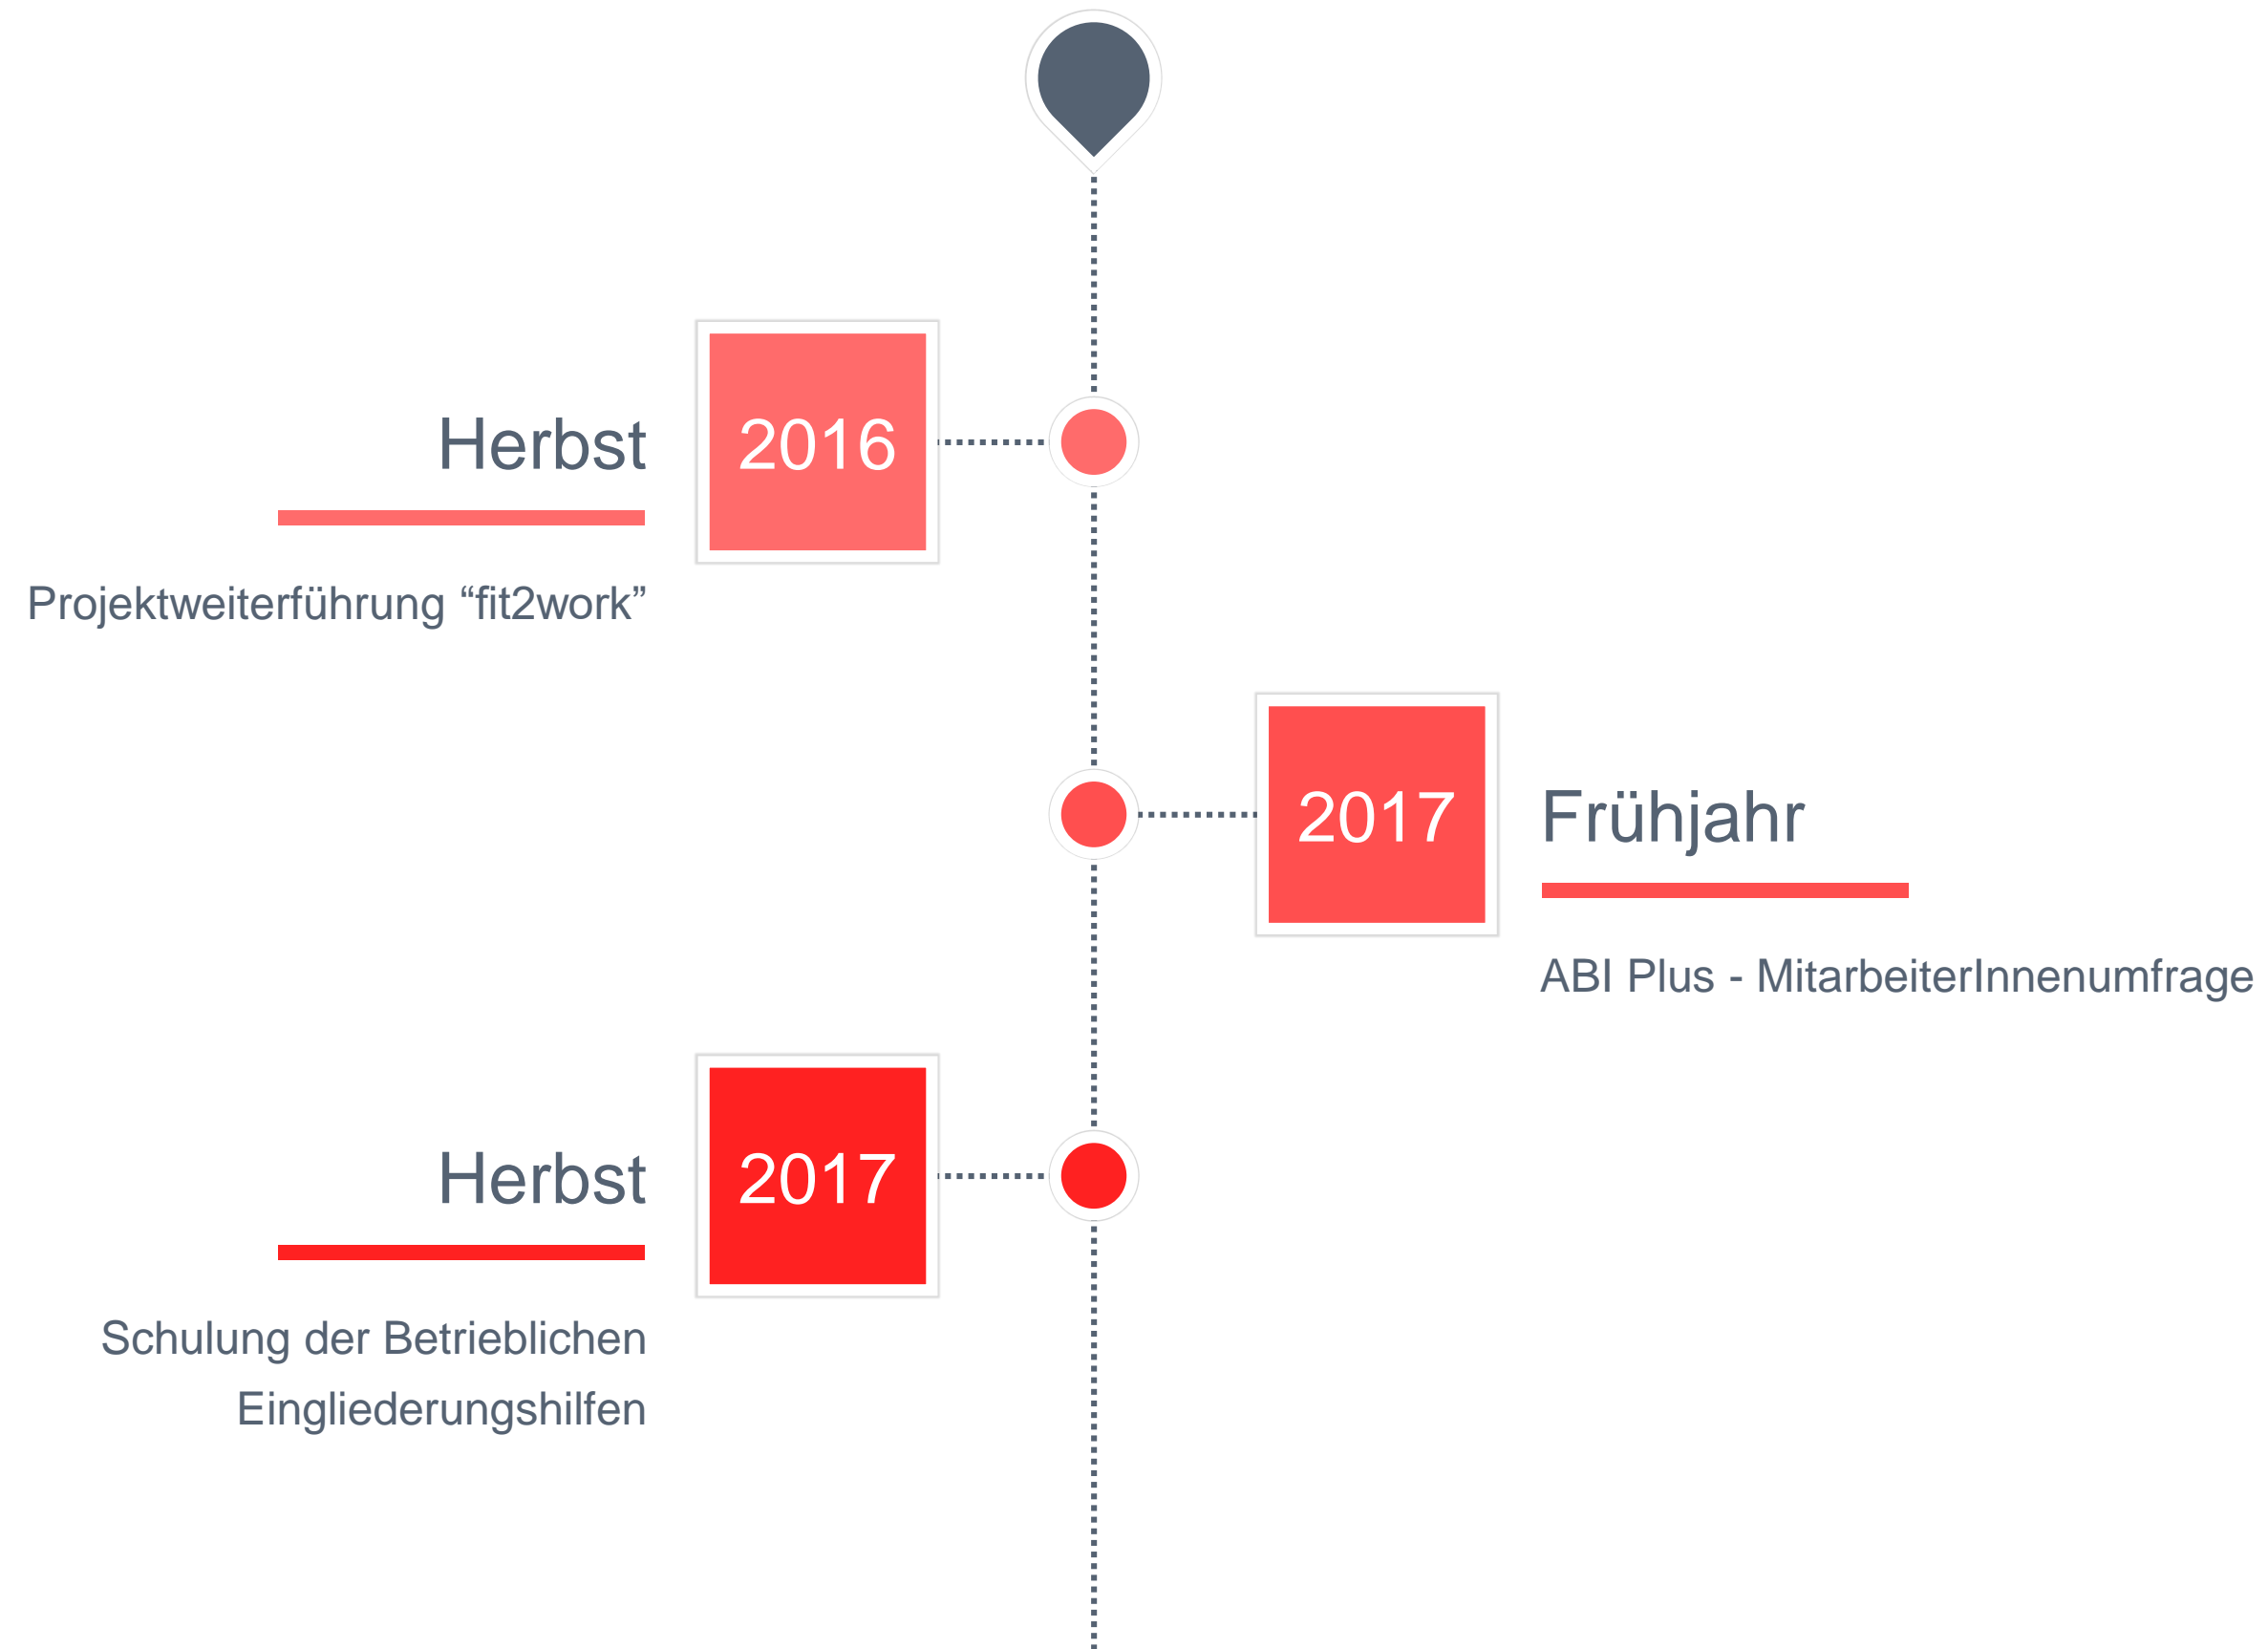 Herbst
2016
Projektweiterführung “fit2work”
2017
Frühjahr
ABI Plus - MitarbeiterInnenumfrage
Herbst
2017
Schulung der Betrieblichen
Eingliederungshilfen